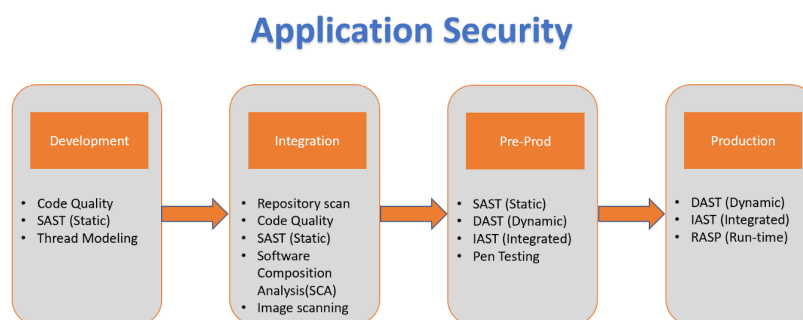 Application Security
Development
• Code Quality
• SAST (Static)
• Thread Modeling
Integration
• Repository scan
• Code Quality
• SAST (Static)
• Software
Composition
Analysis(SCA)
• Image scanning
Pre-Prod
• SAST (Static)
• DAST (Dynamic)
• IAST (Integrated)
• Pen Testing
Production
• DAST (Dynamic)
• IAST (Integrated)
• RASP (Run-time)